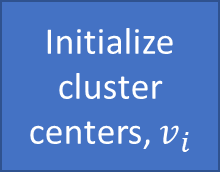 Initialize
cluster
centers, 𝑣ᵢ